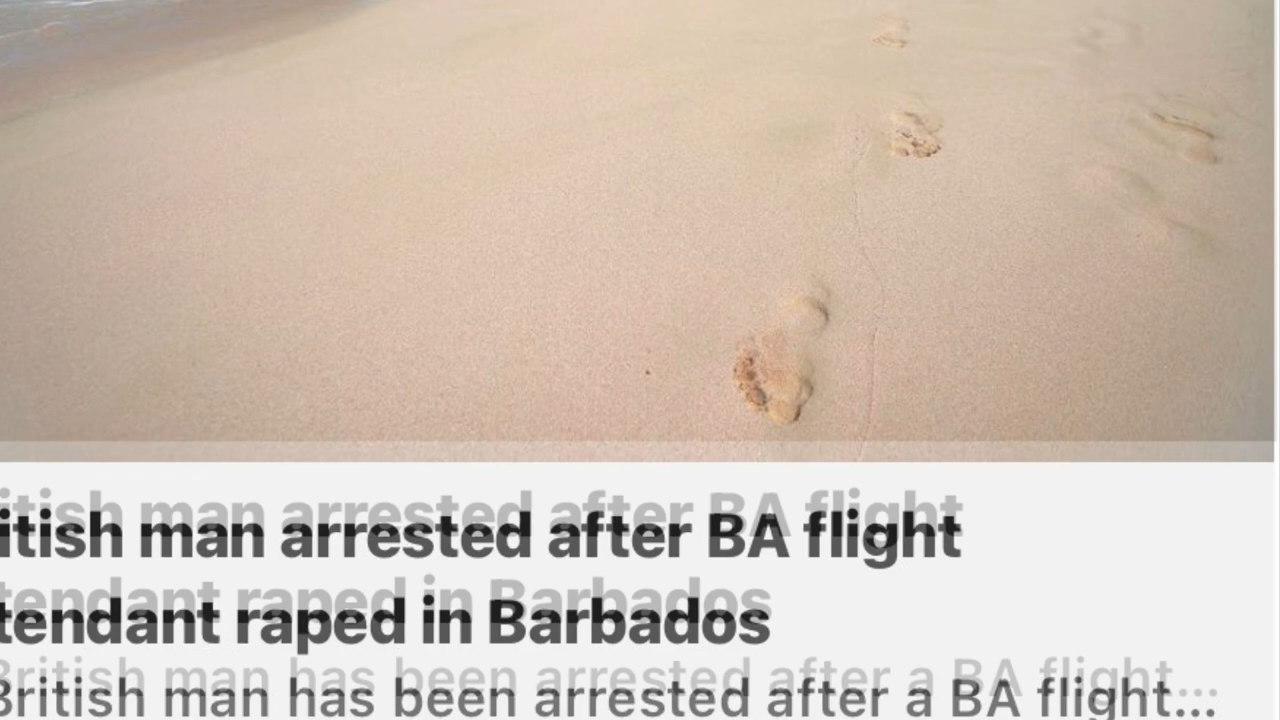 itish man arrested after BA flight
tendant raped in Barbados
British man has been arrested after a BA flight...